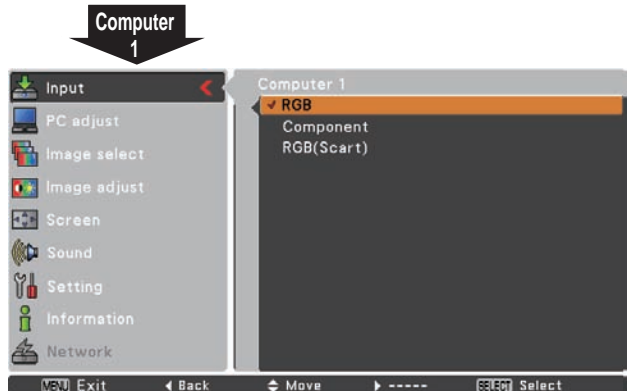 Computer
1
Input
PC adjust
Image select
Image adjust
Screen
Sound
Setting
Information
Network
Computer 1
✓ RGB
Component
RGB(Scart)
MENU Exit ◀ Back Move ▶ ----- SELECT Select